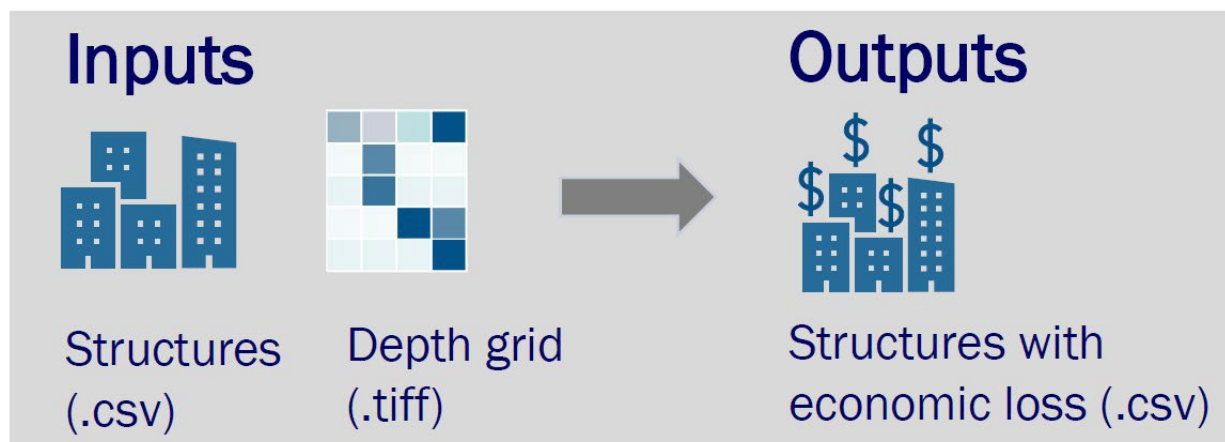 Inputs
Outputs
$ $ $ $
Structures
(.csv)
Depth grid
(.tiff)
Structures with
economic loss (.csv)